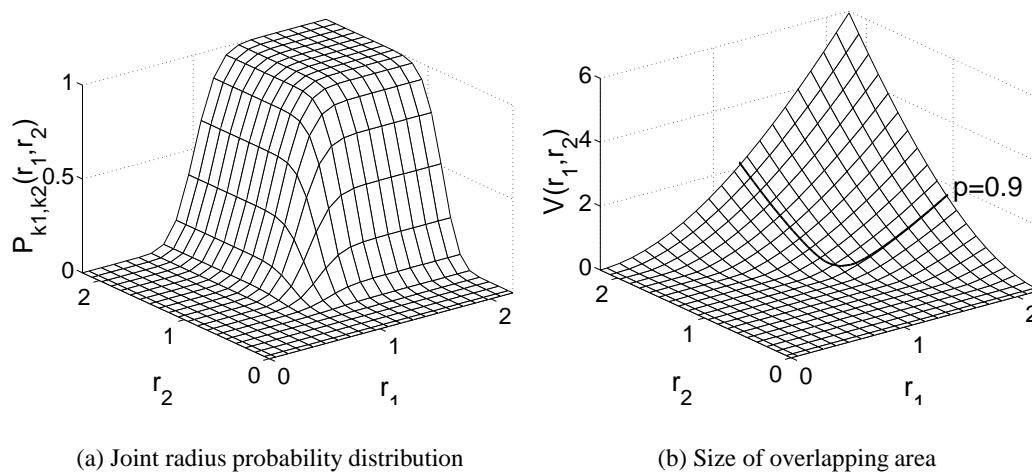 1
0.5
0
P_{k1,k2}(r_1,r_2)
2
1
0
r_2
0
1
2
r_1
6
4
2
0
V(r_1,r_2)
p=0.9
2
1
0
r_2
0
1
2
r_1
(a) Joint radius probability distribution
(b) Size of overlapping area